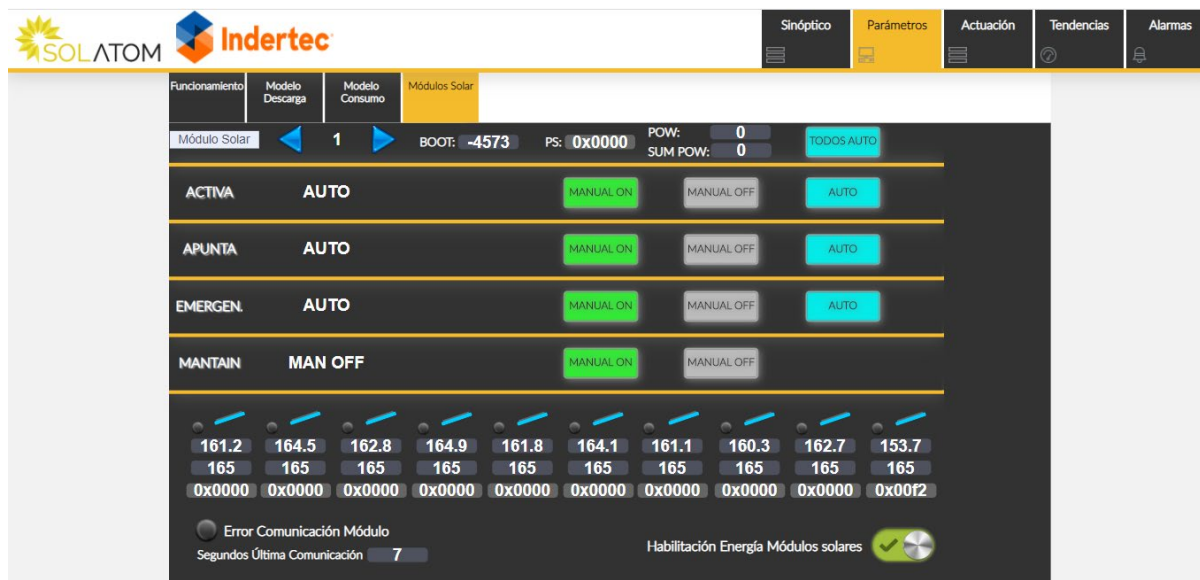 SOLATOM Indertec Sinóptico Parámetros Actuación Tendencias Alarmas
Funcionamiento Modelo Descarga Modelo Consumo Módulos Solar
Módulo Solar 1 BOOT: -4573 PS: 0x0000 POW: 0 TODOS AUTO
SUM POW: 0
ACTIVA AUTO MANUAL ON MANUAL OFF AUTO
APUNTA AUTO MANUAL ON MANUAL OFF AUTO
EMERGEN. AUTO MANUAL ON MANUAL OFF AUTO
MANTAIN MAN OFF MANUAL ON MANUAL OFF
161.2 164.5 162.8 164.9 161.8 164.1 161.1 160.3 162.7 153.7
165 165 165 165 165 165 165 165 165 165
0x0000 0x0000 0x0000 0x0000 0x0000 0x0000 0x0000 0x0000 0x0000 0x00f2
Error Comunicación Módulo
Segundos Última Comunicación 7 Habilitación Energía Módulos solares